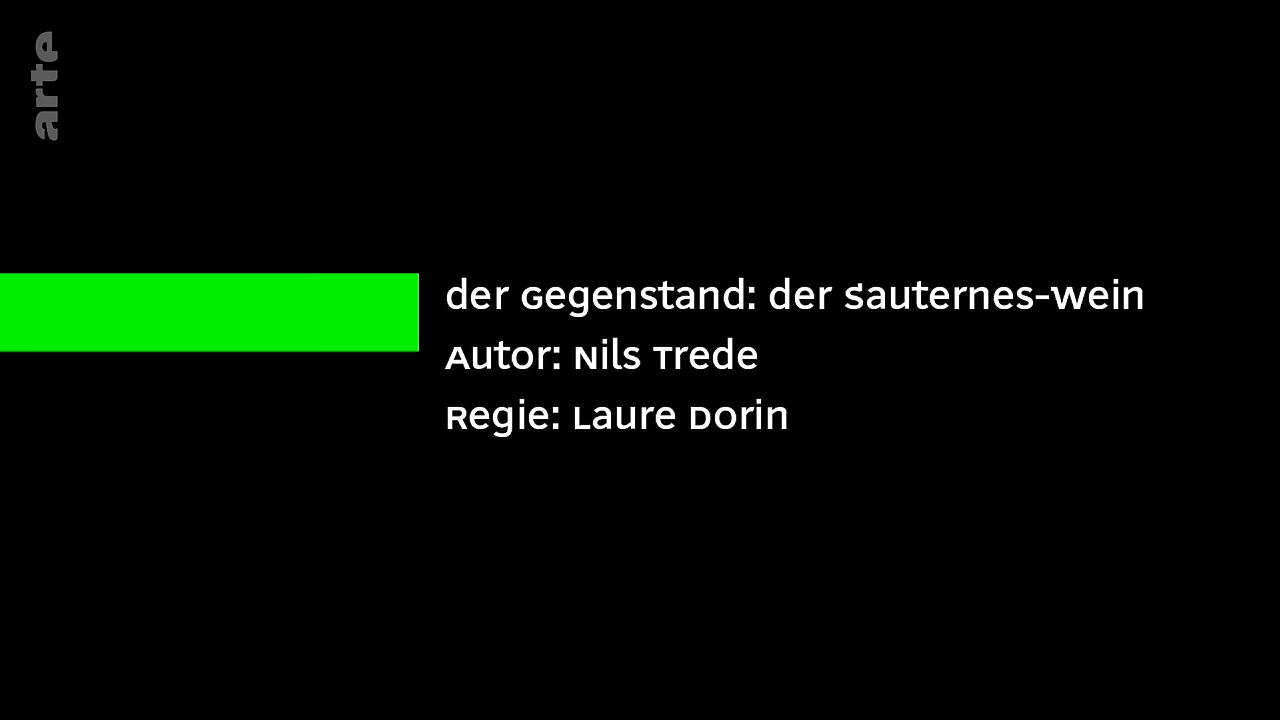 arte
der Gegenstand: der Sauternes-Wein
Autor: Nils Trede
Regie: Laure Dorin